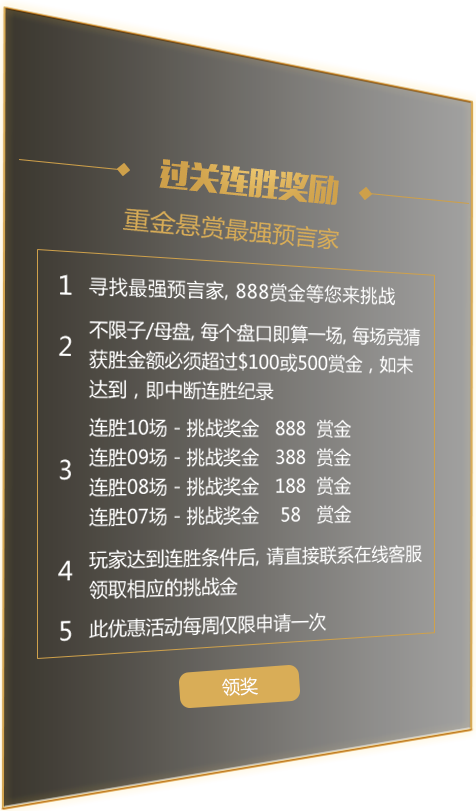 过关连胜奖励
重金悬赏最强预言家
1 寻找最强预言家, 888赏金等您来挑战
2 不限子/母盘, 每个盘口即算一场, 每场竞猜
获胜金额必须超过$100或500赏金，如未
达到，即中断连胜纪录
3 连胜10场 - 挑战奖金 888 赏金
连胜09场 - 挑战奖金 388 赏金
连胜08场 - 挑战奖金 188 赏金
连胜07场 - 挑战奖金 58 赏金
4 玩家达到连胜条件后, 请直接联系在线客服
领取相应的挑战金
5 此优惠活动每周仅限申请一次
领奖